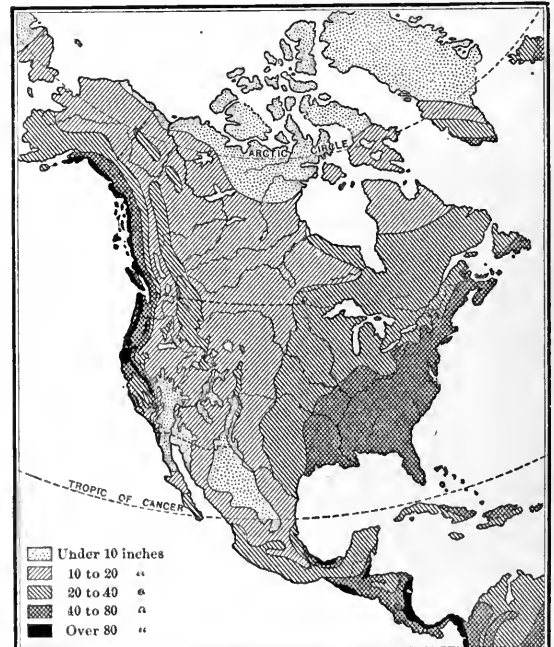 ARCTIC CIRCLE
TROPIC OF CANCER
Under 10 inches
10 to 20 "
20 to 40 "
40 to 80 "
Over 80 "